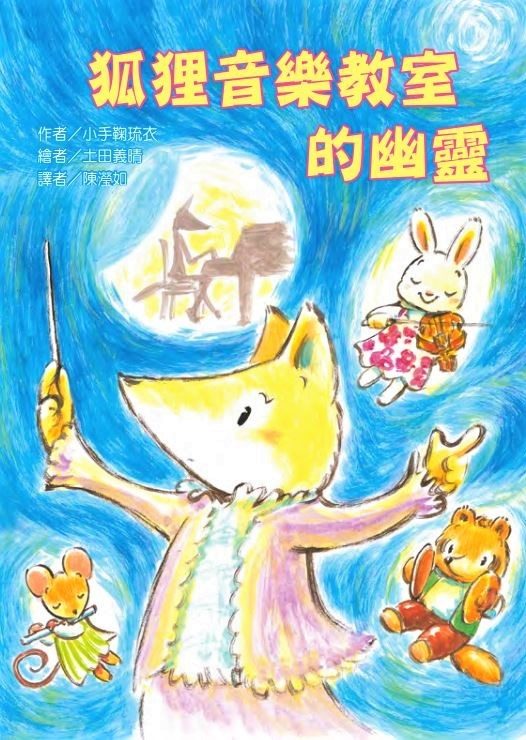 狐狸音樂教室
的幽靈
作者／小手鞠琉衣
繪者／土田義晴
譯者／陳瀅如